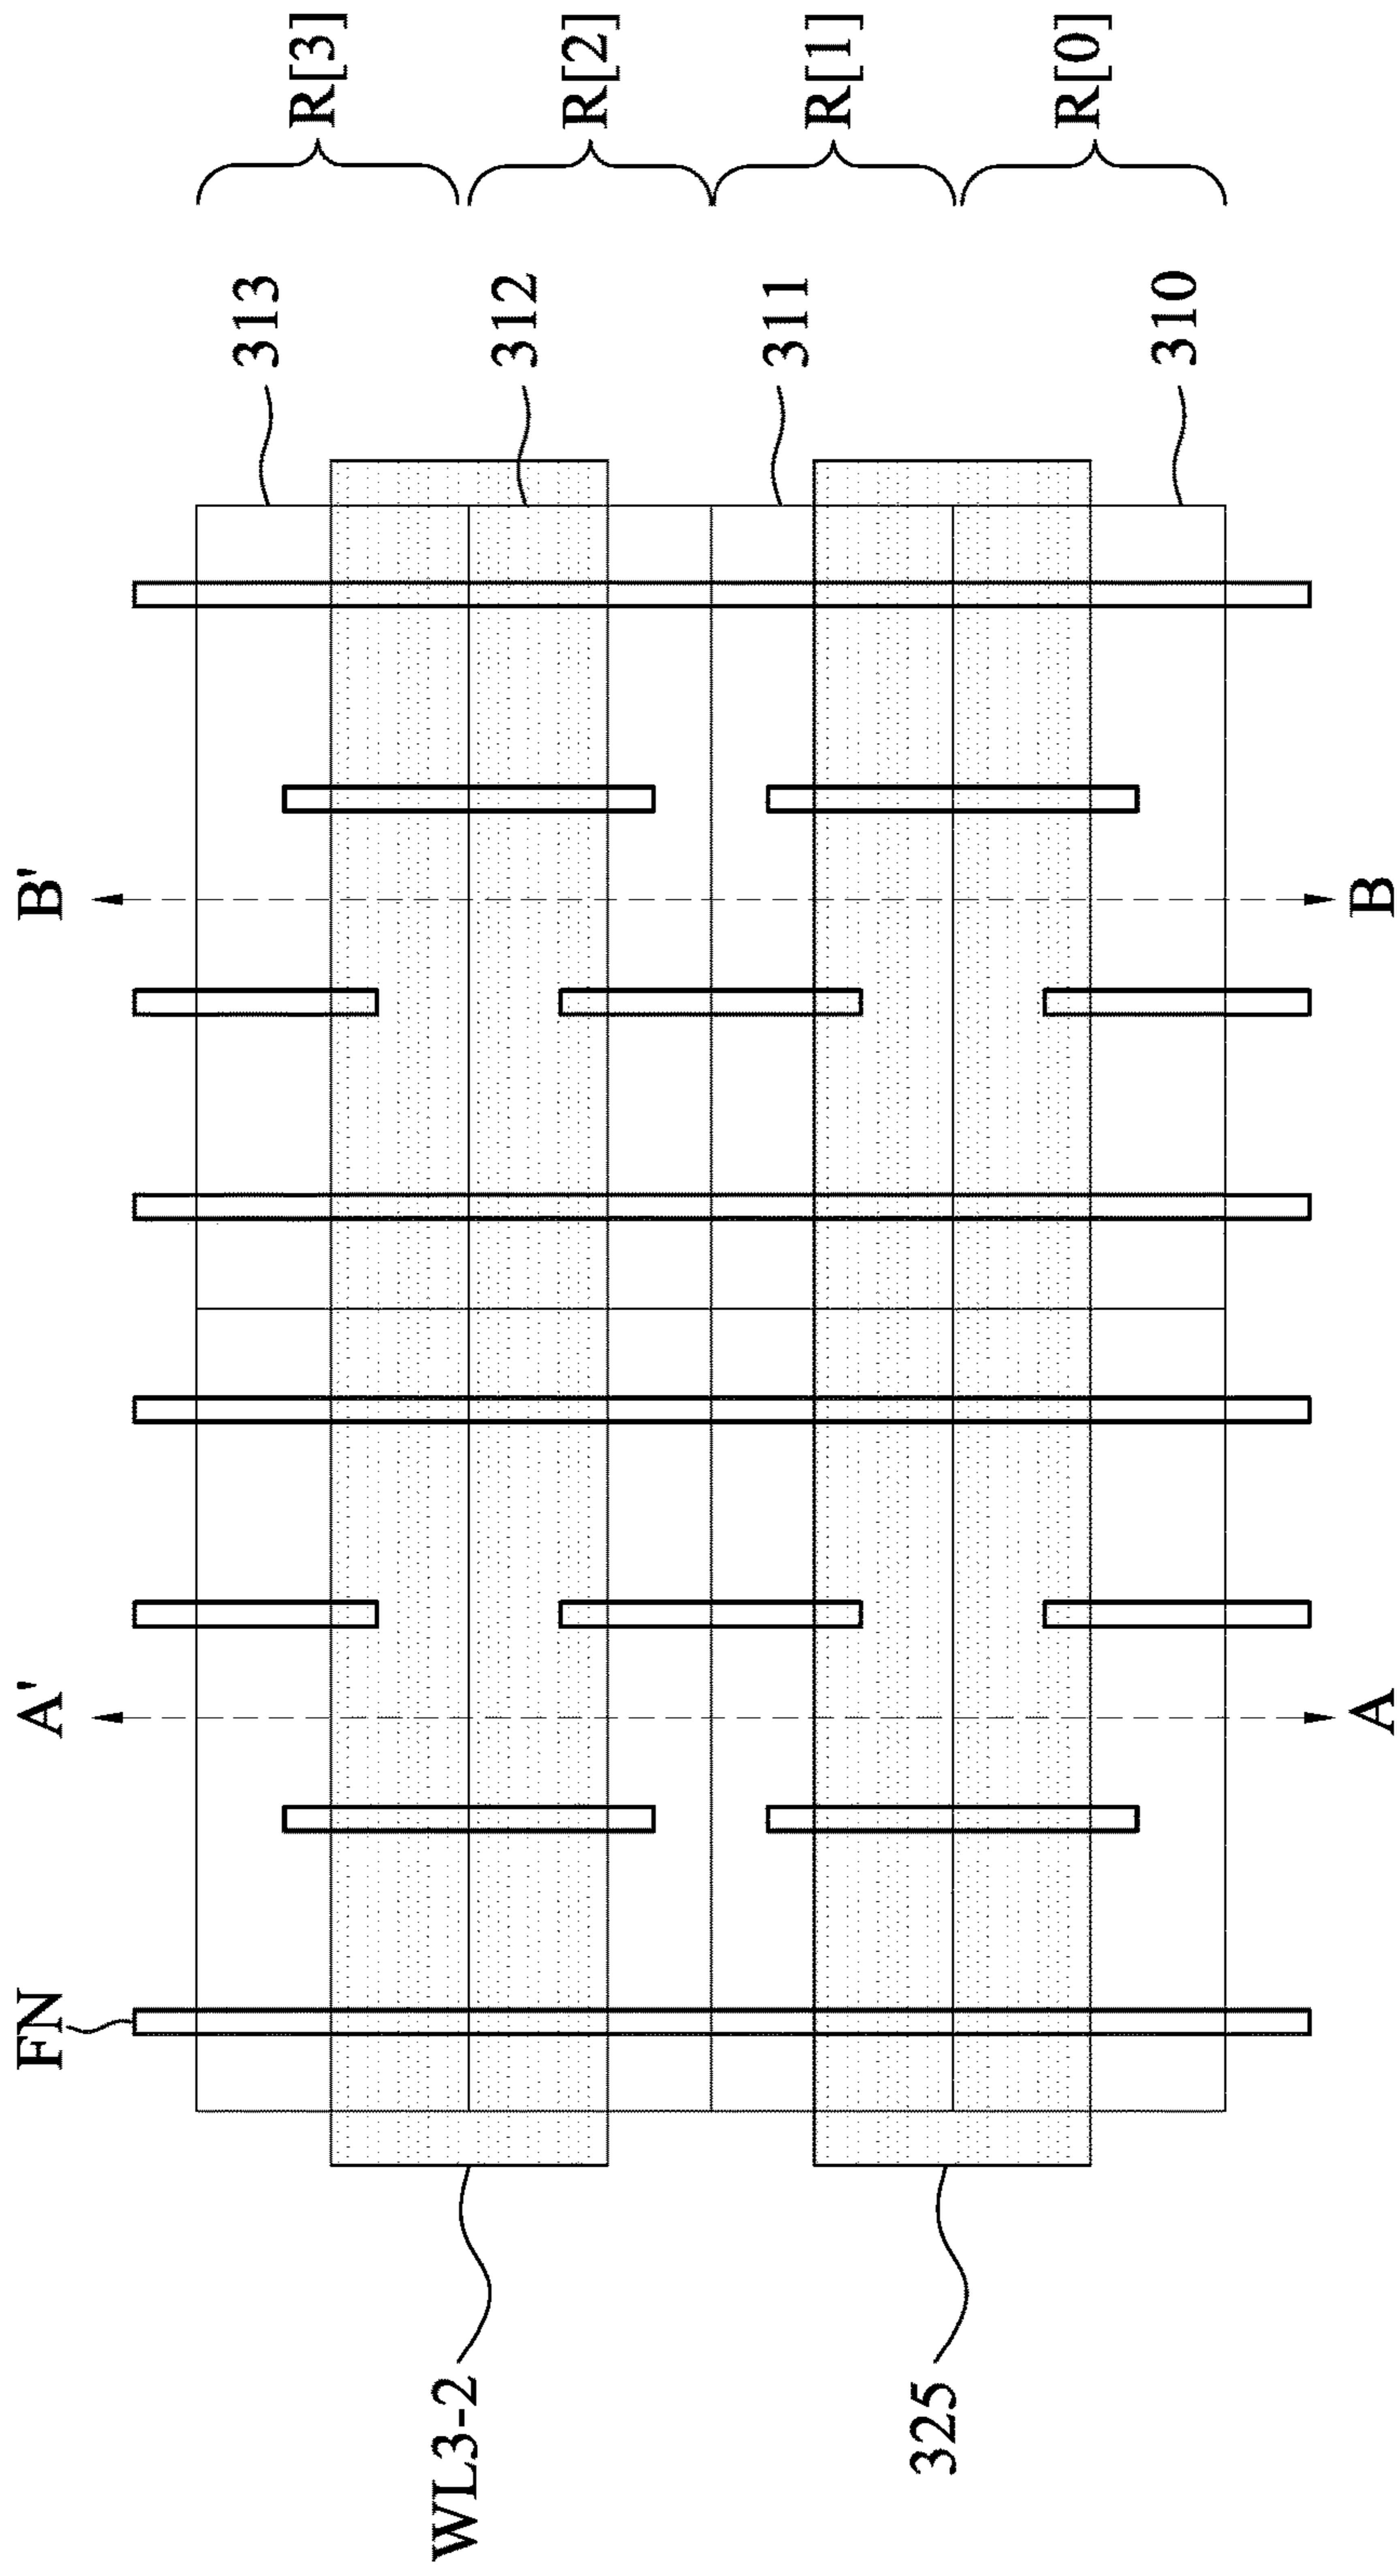 FN
A'
B'
R[3]
313
312
R[2]
311
R[1]
310
R[0]
WL3-2
325
A
B